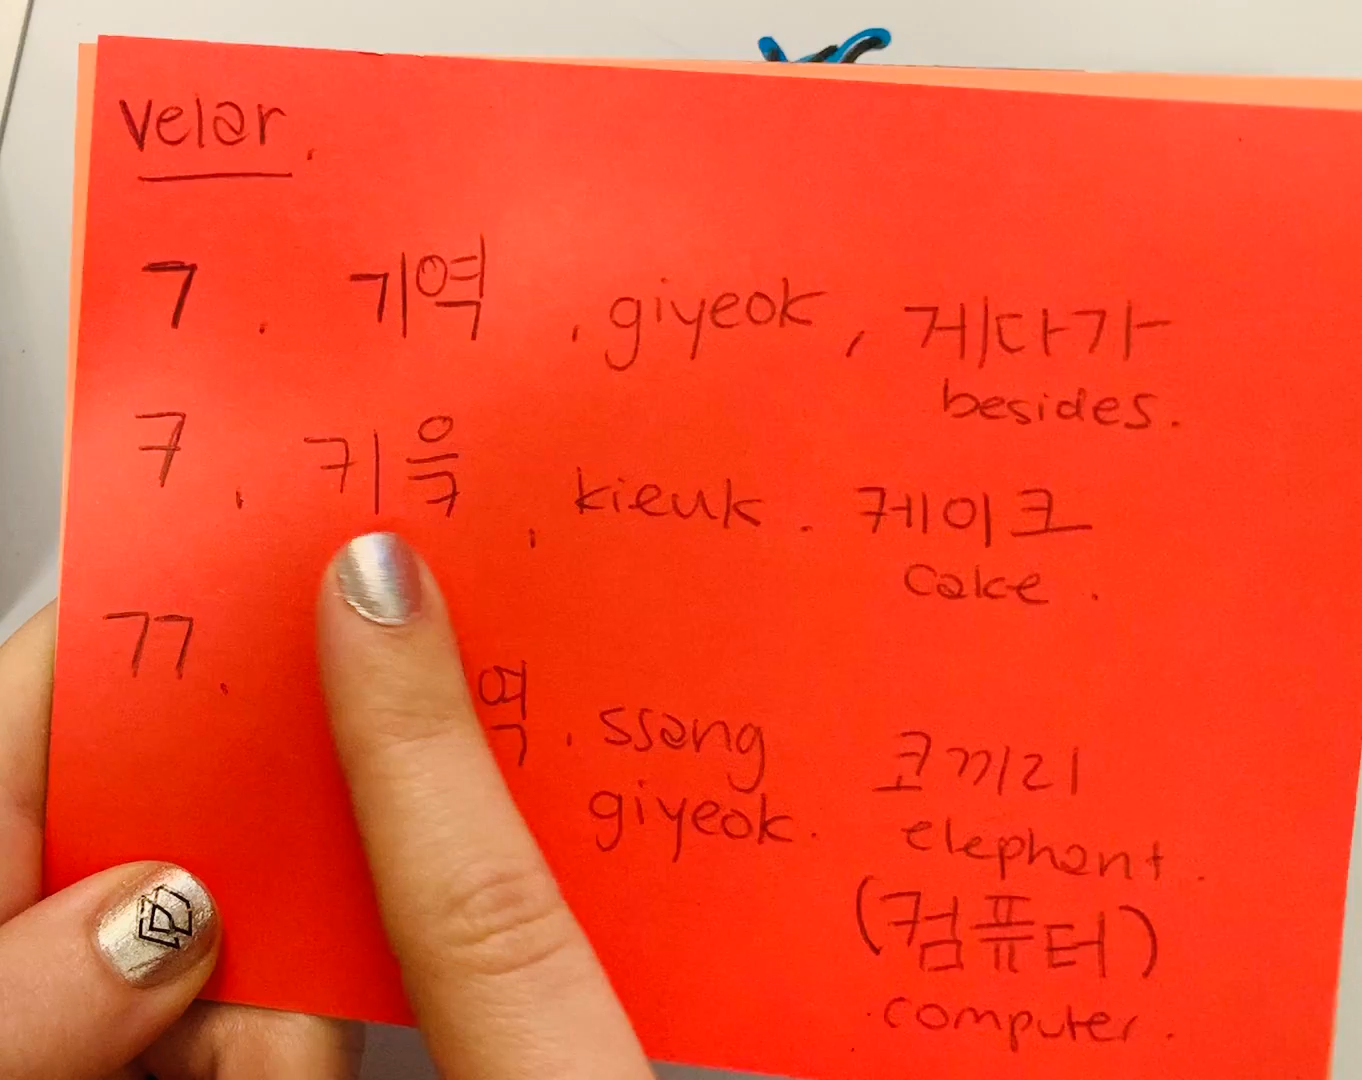 Velar.
ㄱ. 기역, giyeok, 게다가
besides.
ㅋ, 키읔, kieuk. 케이크
cake.
ㄲ. 역. ssang 코끼리
giyeok. elephant.
(컴퓨터)
computer.